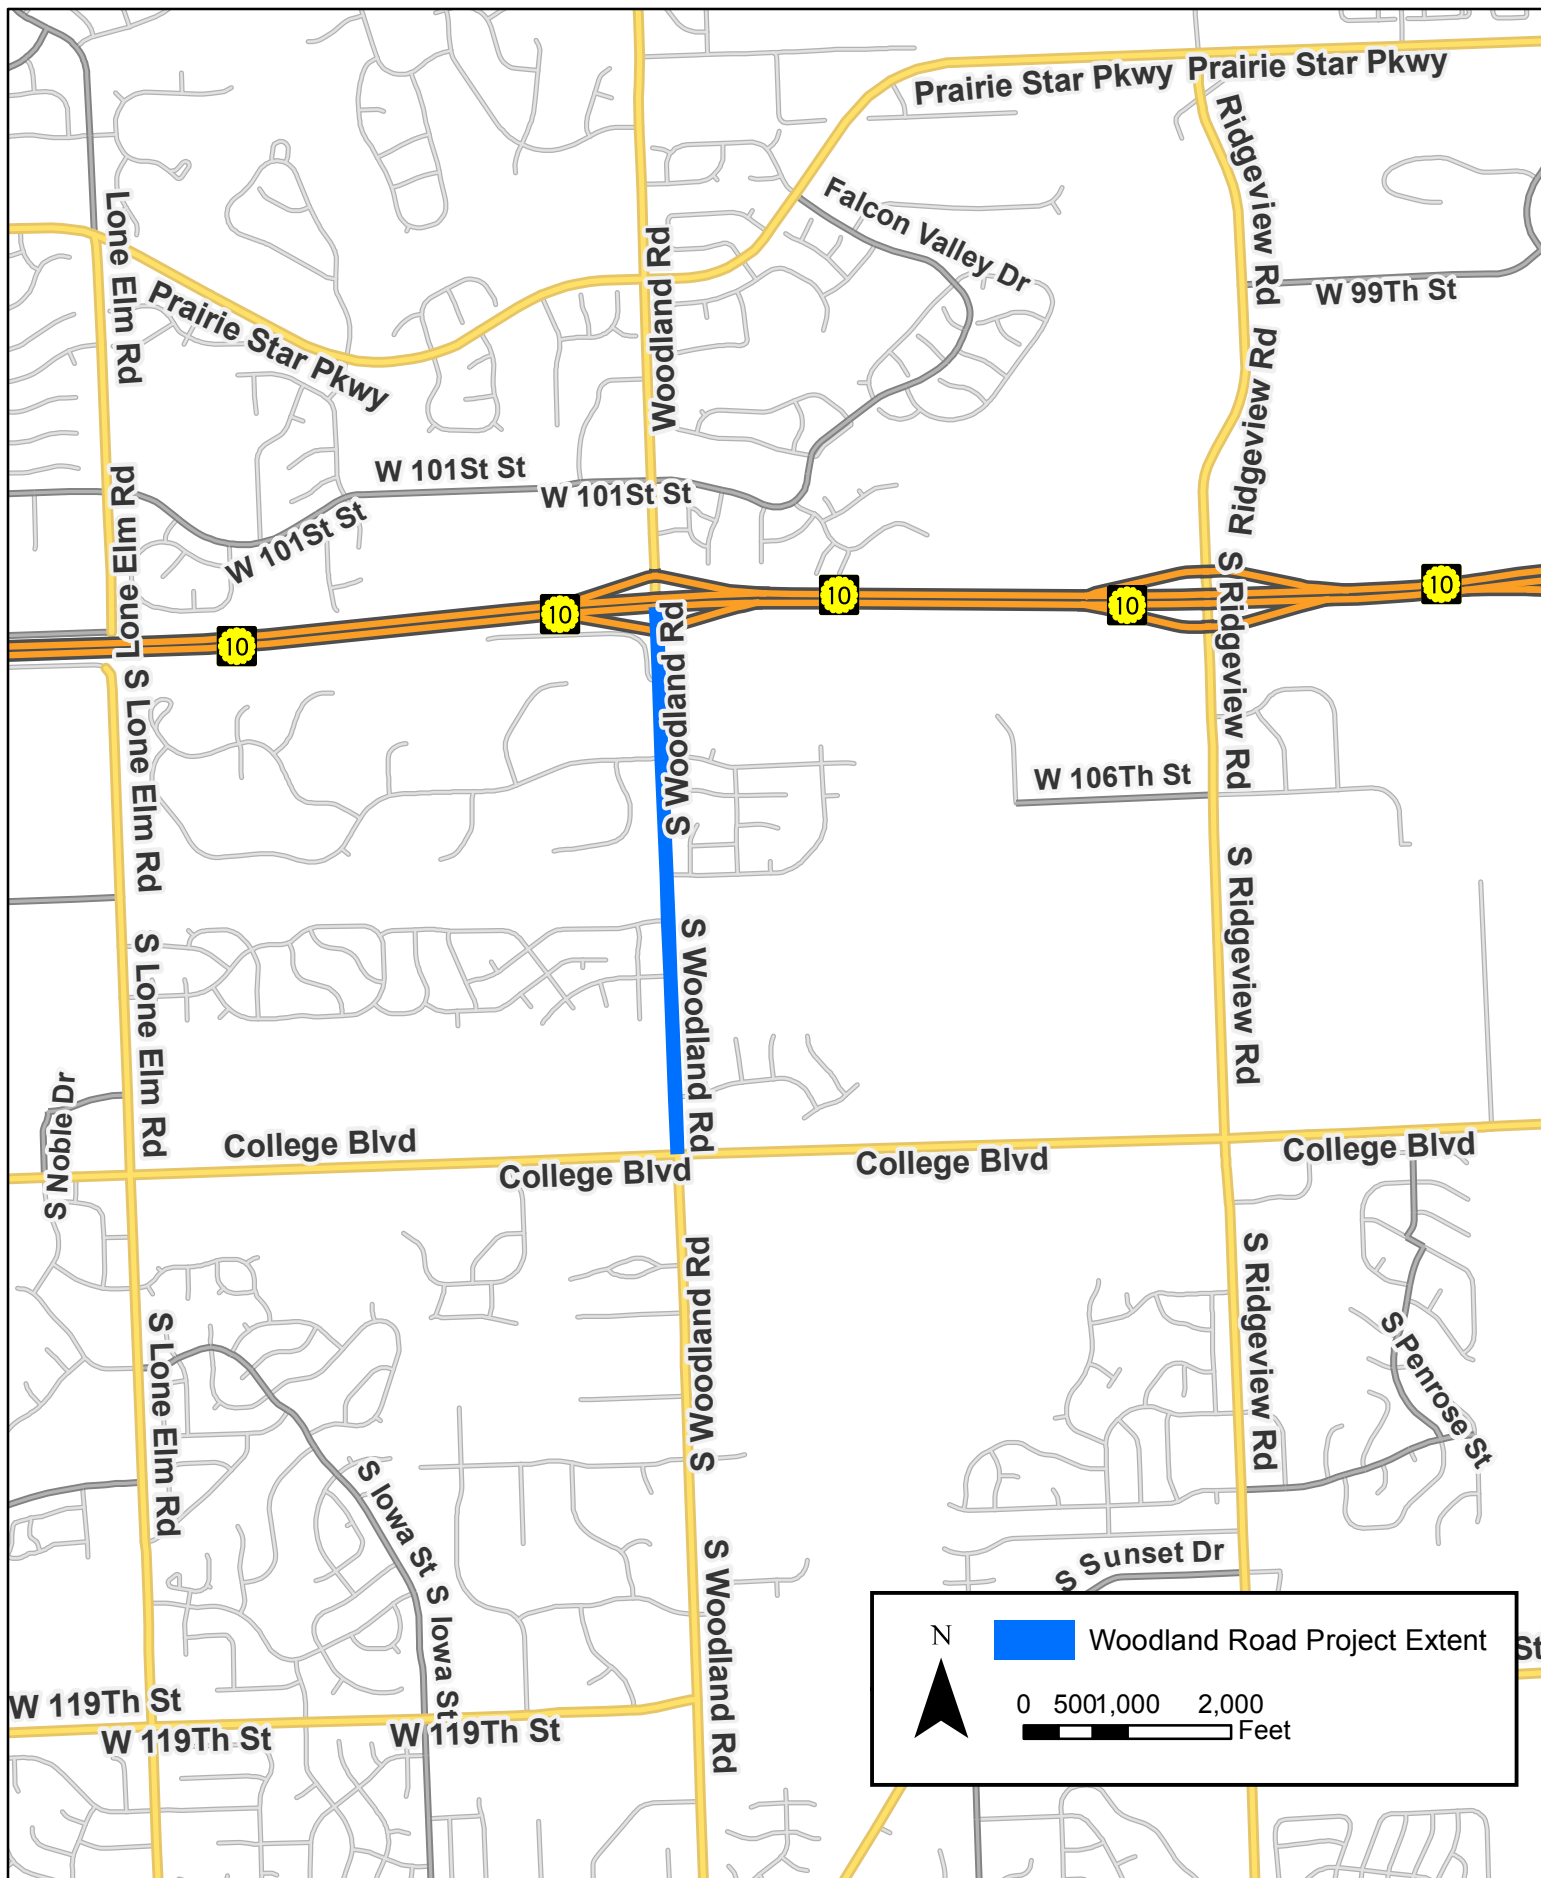 Prairie Star Pkwy
Prairie Star Pkwy
Ridgeview Rd
Falcon Valley Dr
Lone Elm Rd
Woodland Rd
W 99Th St
Prairie Star Pkwy
Ridgeview Rd
W 101St St
W 101St St
W 101St St
Lone Elm Rd
S Ridgeview Rd
10
10
10
10
10
S Woodland Rd
S Lone Elm Rd
W 106Th St
S Ridgeview Rd
S Lone Elm Rd
S Woodland Rd
S Noble Dr
College Blvd
College Blvd
College Blvd
College Blvd
S Woodland Rd
S Ridgeview Rd
S Lone Elm Rd
S Penrose St
S Iowa St
S Iowa St
S Woodland Rd
S Sunset Dr
N
Woodland Road Project Extent
0 500 1,000 2,000
Feet
St
W 119Th St
W 119Th St
W 119Th St